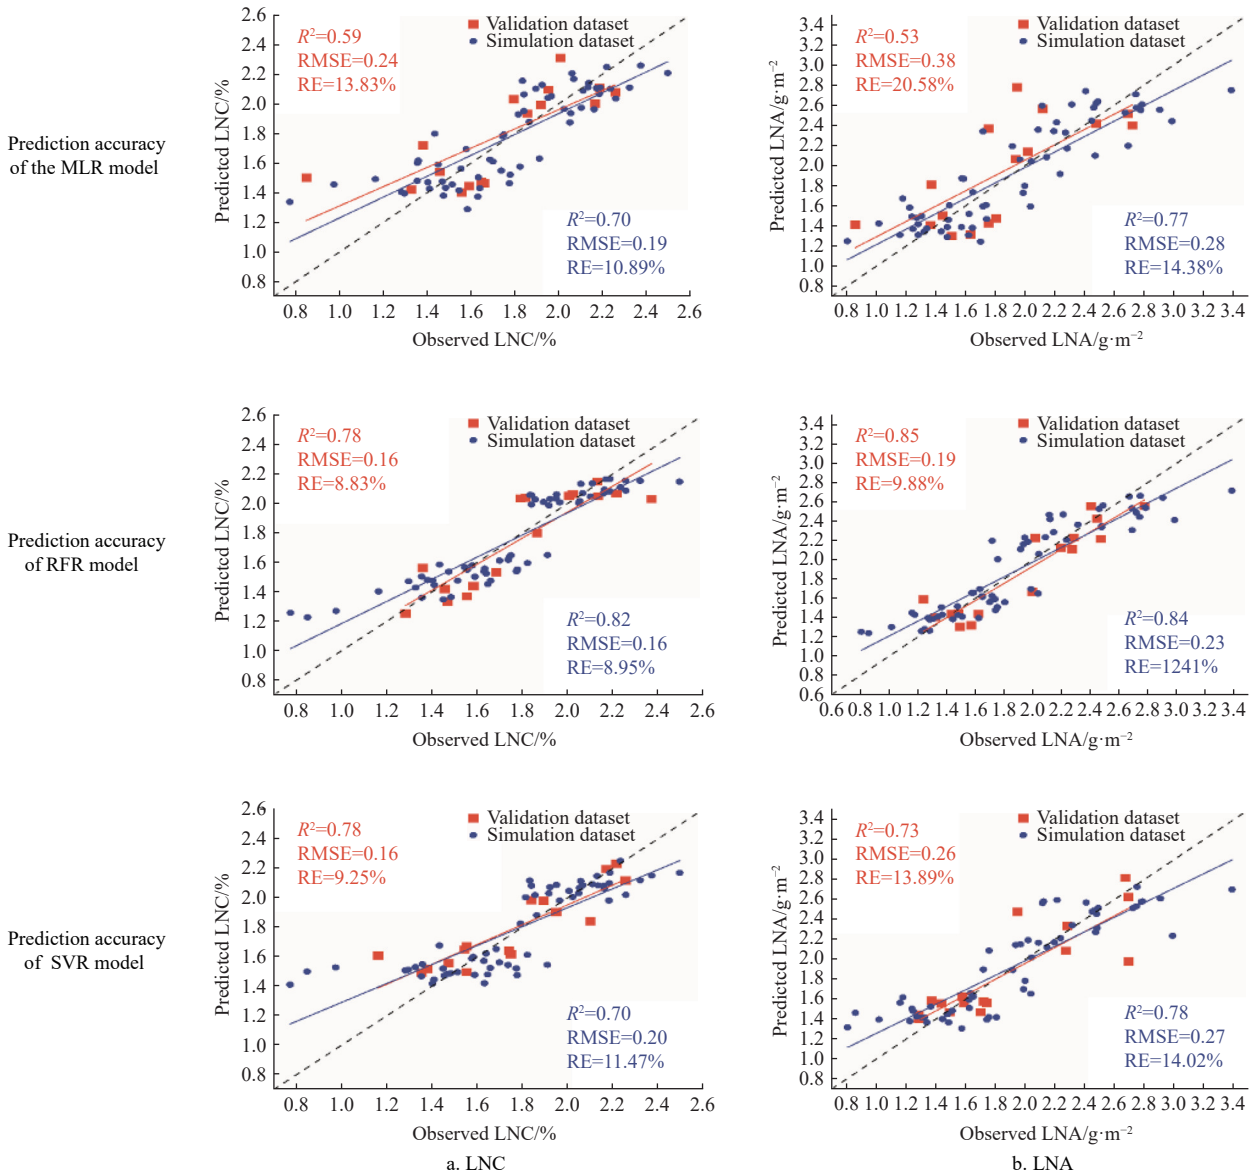 Prediction accuracy
of the MLR model
Predictcd LNC/%
2.6
2.4
2.2
2.0
1.8
1.6
1.4
1.2
1.0
0.8
R²=0.59
RMSE=0.24
RE=13.83%
Validation dataset
Simulation dataset
R²=0.70
RMSE=0.19
RE=10.89%
0.8 1.0 1.4 1.6 1.8 2.0 2.2 2.4 2.6
Observed LNC/%
Predictcd LNA/g·m⁻²
3.4
3.2
3.0
2.8
2.6
2.4
2.2
2.0
1.8
1.6
1.4
1.2
1.0
0.8
R²=0.53
RMSE=0.38
RE=20.58%
Validation dataset
Simulation dataset
R²=0.77
RMSE=0.28
RE=14.38%
0.8 1.0 1.2 1.4 1.6 1.8 2.0 2.2 2.4 2.6 2.8 3.0 3.2 3.4
Observed LNA/g·m⁻²
Prediction accuracy
of RFR model
Predictcd LNC/%
2.6
2.4
2.2
2.0
1.8
1.6
1.4
1.2
1.0
0.8
R²=0.78
RMSE=0.16
RE=8.83%
Validation dataset
Simulation dataset
R²=0.82
RMSE=0.16
RE=8.95%
0.8 1.0 1.2 1.4 1.6 1.8 2.0 2.2 2.4 2.6
Observed LNC/%
Predictcd LNA/g·m⁻²
3.4
3.2
3.0
2.8
2.6
2.4
2.2
2.0
1.8
1.6
1.4
1.2
1.0
0.6
R²=0.85
RMSE=0.19
RE=9.88%
Validation dataset
Simulation dataset
R²=0.84
RMSE=0.23
RE=1241%
0.6 0.8 1.0 1.2 1.4 1.6 1.8 2.0 2.2 2.4 2.6 2.8 3.0 3.2 3.4
Observed LNA/g·m⁻²
Prediction accuracy
of SVR model
Predictcd LNC/%
2.6
2.4
2.2
2.0
1.8
1.6
1.4
1.2
1.0
0.8
R²=0.78
RMSE=0.16
RE=9.25%
Validation dataset
Simulation dataset
R²=0.70
RMSE=0.20
RE=11.47%
0.8 1.0 1.2 1.4 1.6 1.8 2.0 2.2 2.4 2.6
Observed LNC/%
Predictcd LNA/g·m⁻²
3.4
3.2
3.0
2.8
2.6
2.4
2.2
2.0
1.8
1.6
1.4
1.2
1.0
0.8
R²=0.73
RMSE=0.26
RE=13.89%
Validation dataset
Simulation dataset
R²=0.78
RMSE=0.27
RE=14.02%
0.8 1.0 1.2 1.4 1.6 1.8 2.0 2.2 2.4 2.6 2.8 3.0 3.2 3.4
Observed LNA/g·m⁻²
a. LNC
b. LNA